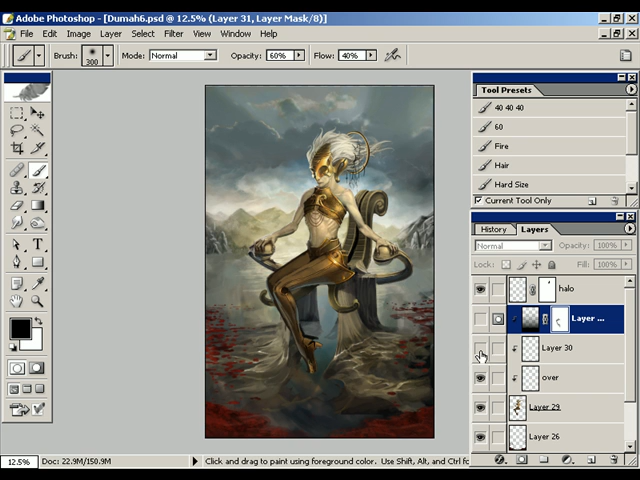 Adobe Photoshop - [Dumah6.psd @ 12.5% (Layer 31, Layer Mask/8)]
File Edit Image Layer Select Filter View Window Help
Brush: 300 Mode: Normal Opacity: 60% Flow: 40%
Tool Presets
40 40 40
60
Fire
Hair
Hard Size
Current Tool Only
History Layers
Normal Opacity: 100%
Lock: Fill: 100%
halo
Layer ...
Layer 30
over
Layer 29
Layer 26
12.5% Doc: 22.9M/150.9M Click and drag to paint using foreground color. Use Shift, Alt, and Ctrl fo